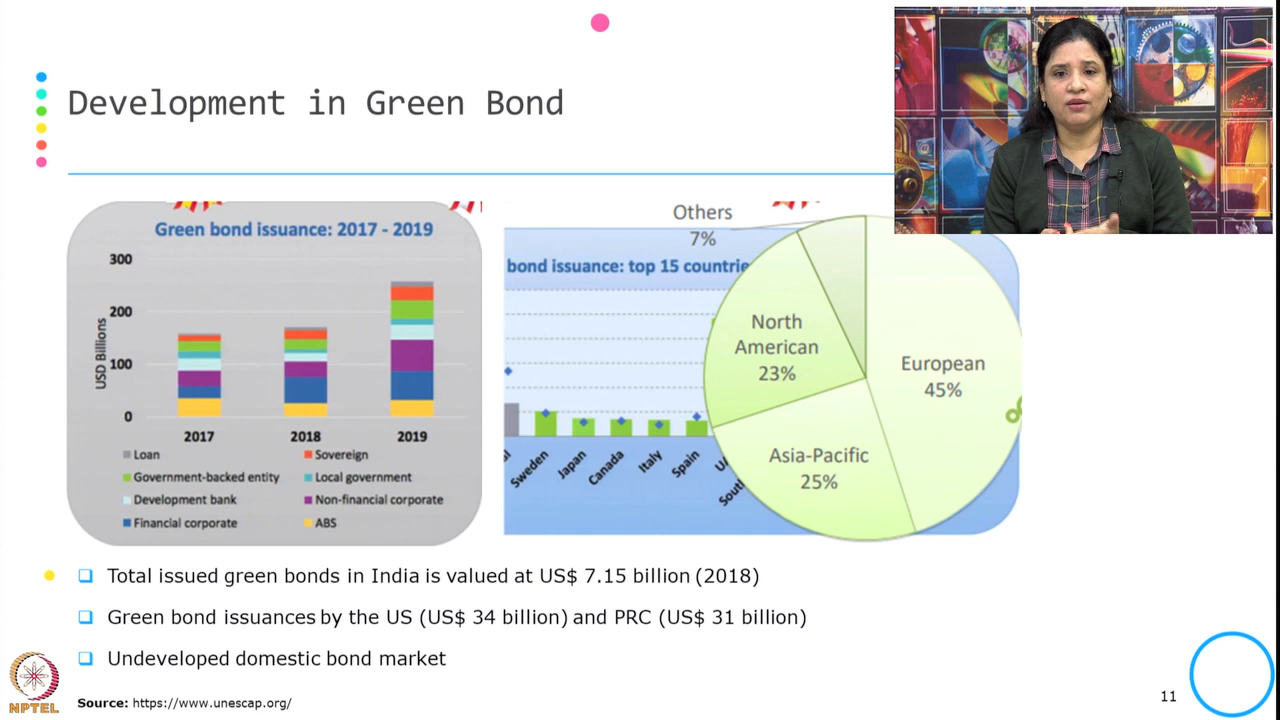 Development in Green Bond
Green bond issuance: 2017 - 2019
300
200
100
0
USD Billions
2017 2018 2019
Loan Sovereign
Government-backed entity Local government
Development bank Non-financial corporate
Financial corporate ABS
bond issuance: top 15 countrie
Sweden
Japan
Canada
Italy
Spain
South
Others
7%
North
American
23%
European
45%
Asia-Pacific
25%
Total issued green bonds in India is valued at US$ 7.15 billion (2018)
Green bond issuances by the US (US$ 34 billion) and PRC (US$ 31 billion)
Undeveloped domestic bond market
NPTEL
Source: https://www.unescap.org/
11